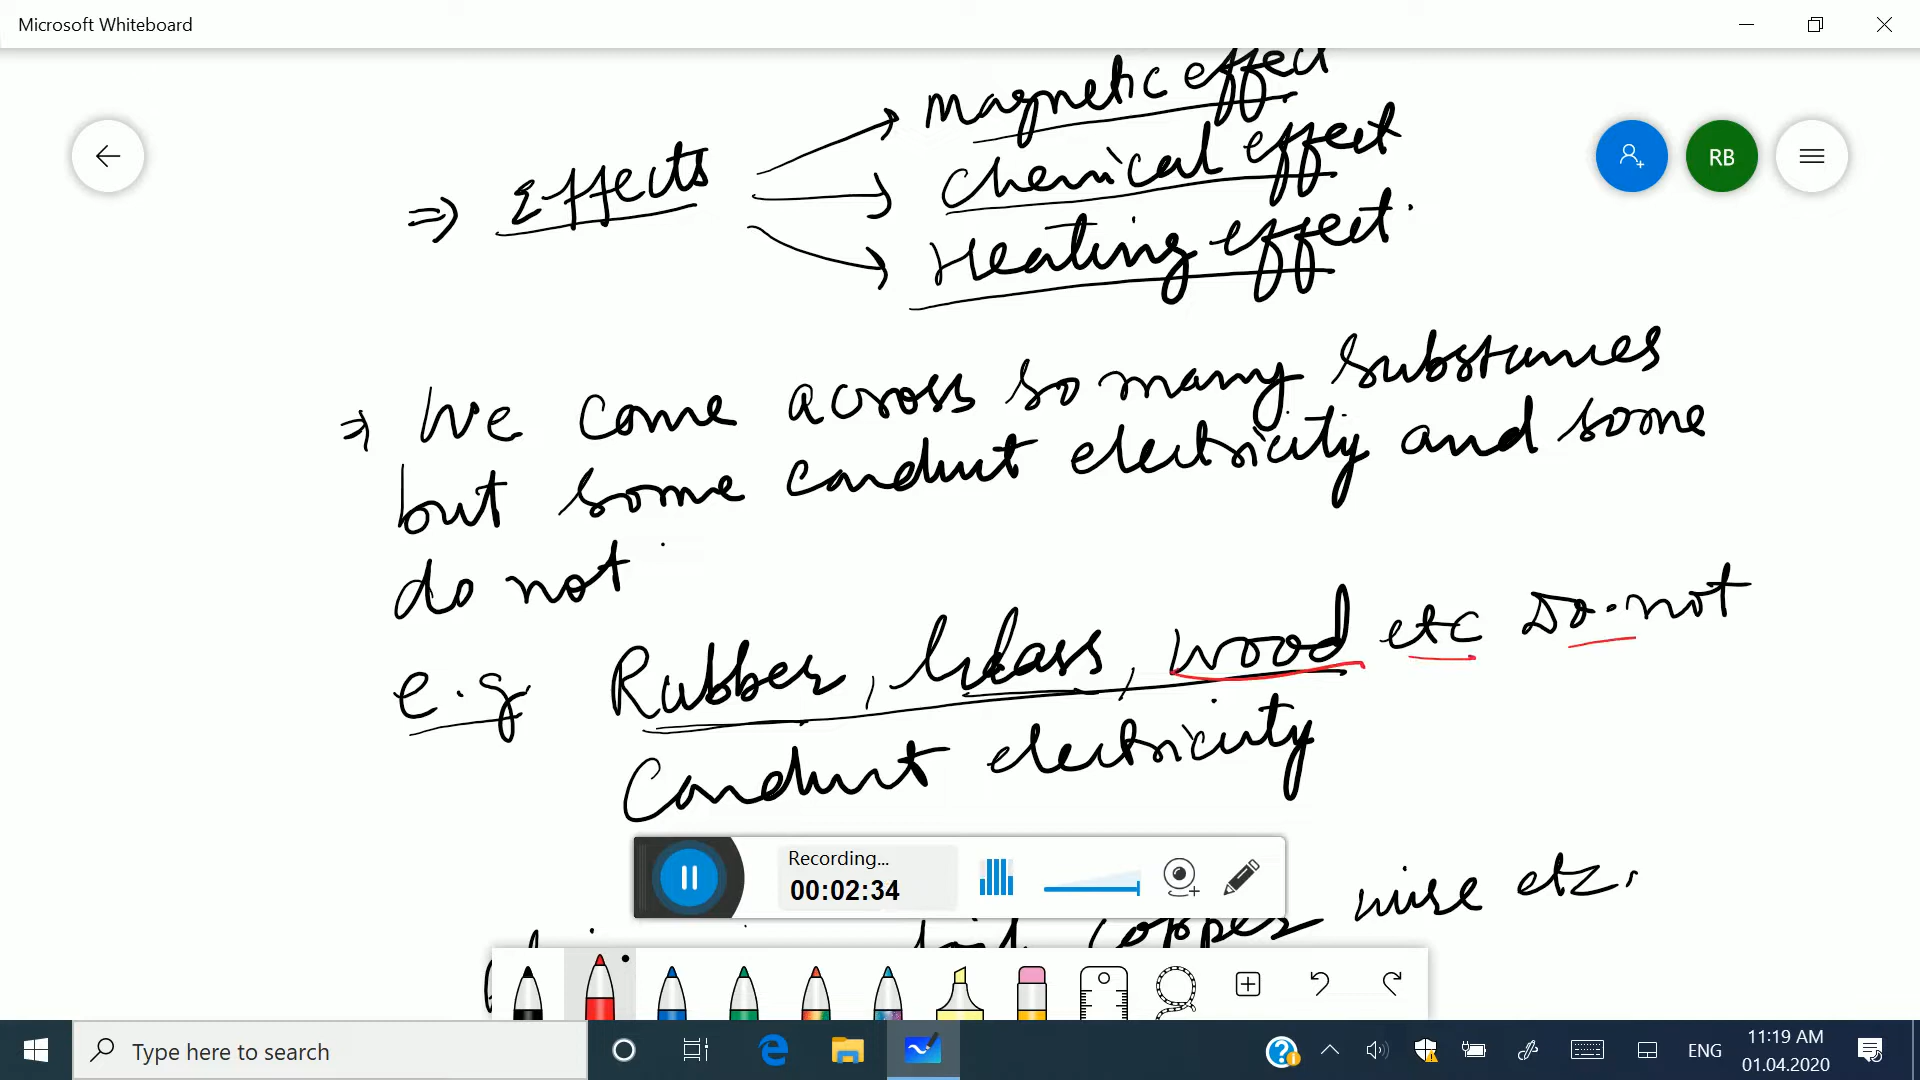 Microsoft Whiteboard
magnetic effect
⇒ Effects
Chemical effect
Heating effect.
RB
⇒ We come across so many substances
but some conduct electricity and some
do not
e.g Rubber, Glass, wood etc Do not
Conduct electricity
Recording...
00:02:34
copper wire etc.
Type here to search
ENG
11:19 AM
01.04.2020